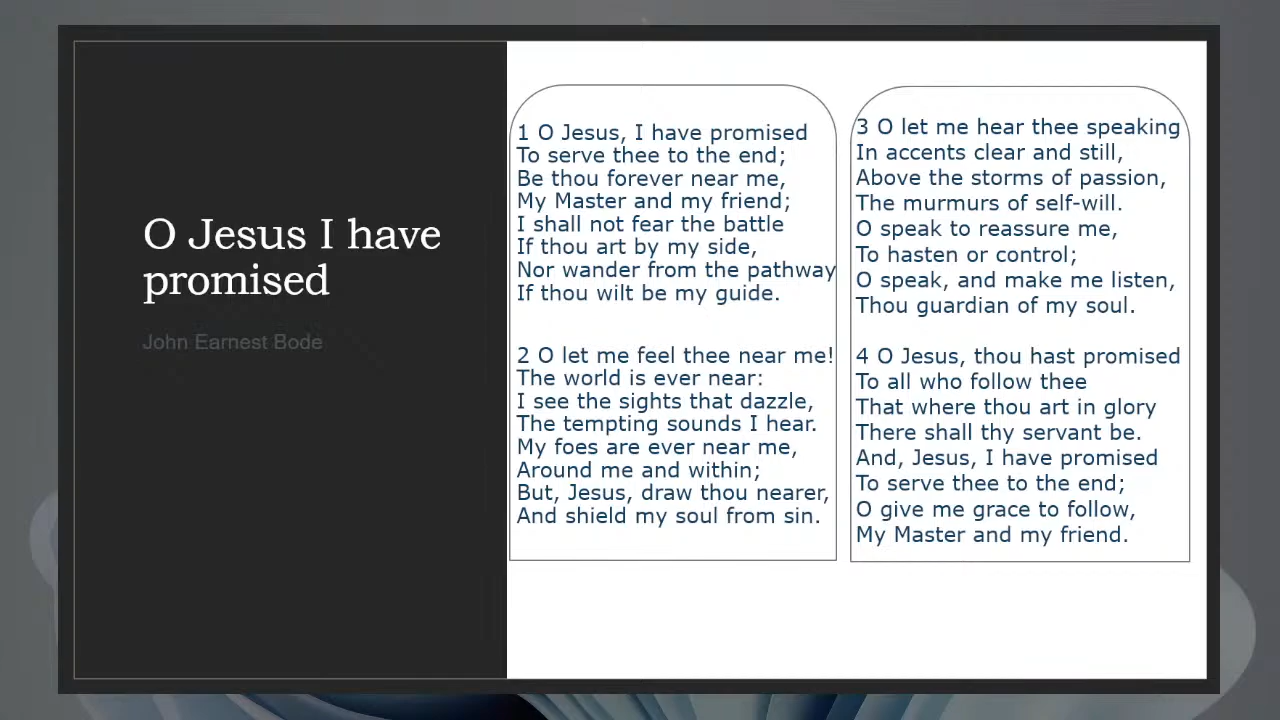 O Jesus I have
promised
John Earnest Bode
1 O Jesus, I have promised
To serve thee to the end;
Be thou forever near me,
My Master and my friend;
I shall not fear the battle
If thou art by my side,
Nor wander from the pathway
If thou wilt be my guide.
2 O let me feel thee near me!
The world is ever near:
I see the sights that dazzle,
The tempting sounds I hear.
My foes are ever near me,
Around me and within;
But, Jesus, draw thou nearer,
And shield my soul from sin.
3 O let me hear thee speaking
In accents clear and still,
Above the storms of passion,
The murmurs of self-will.
O speak to reassure me,
To hasten or control;
O speak, and make me listen,
Thou guardian of my soul.
4 O Jesus, thou hast promised
To all who follow thee
That where thou art in glory
There shall thy servant be.
And, Jesus, I have promised
To serve thee to the end;
O give me grace to follow,
My Master and my friend.